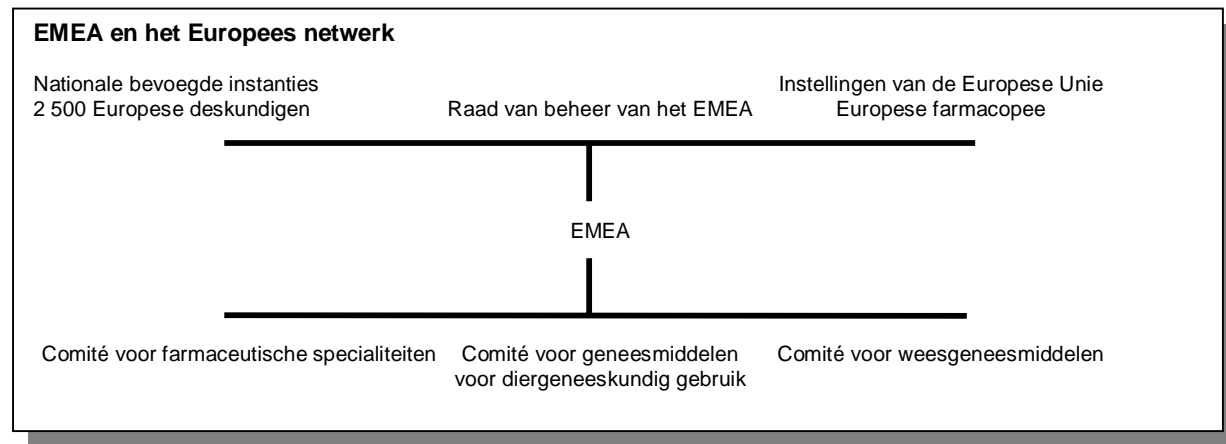 EMEA en het Europees netwerk
Nationale bevoegde instanties
2 500 Europese deskundigen
Raad van beheer van het EMEA
Instellingen van de Europese Unie
Europese farmacopee
EMEA
Comité voor farmaceutische specialiteiten
Comité voor geneesmiddelen
voor diergeneeskundig gebruik
Comité voor weesgeneesmiddelen